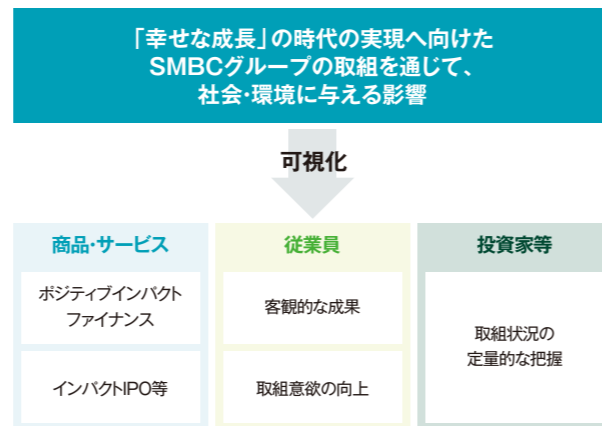 「幸せな成長」の時代の実現へ向けた
SMBCグループの取組を通じて、
社会・環境に与える影響
可視化
商品・サービス
ポジティブインパクト
ファイナンス
インパクトIPO等
従業員
客観的な成果
取組意欲の向上
投資家等
取組状況の
定量的な把握